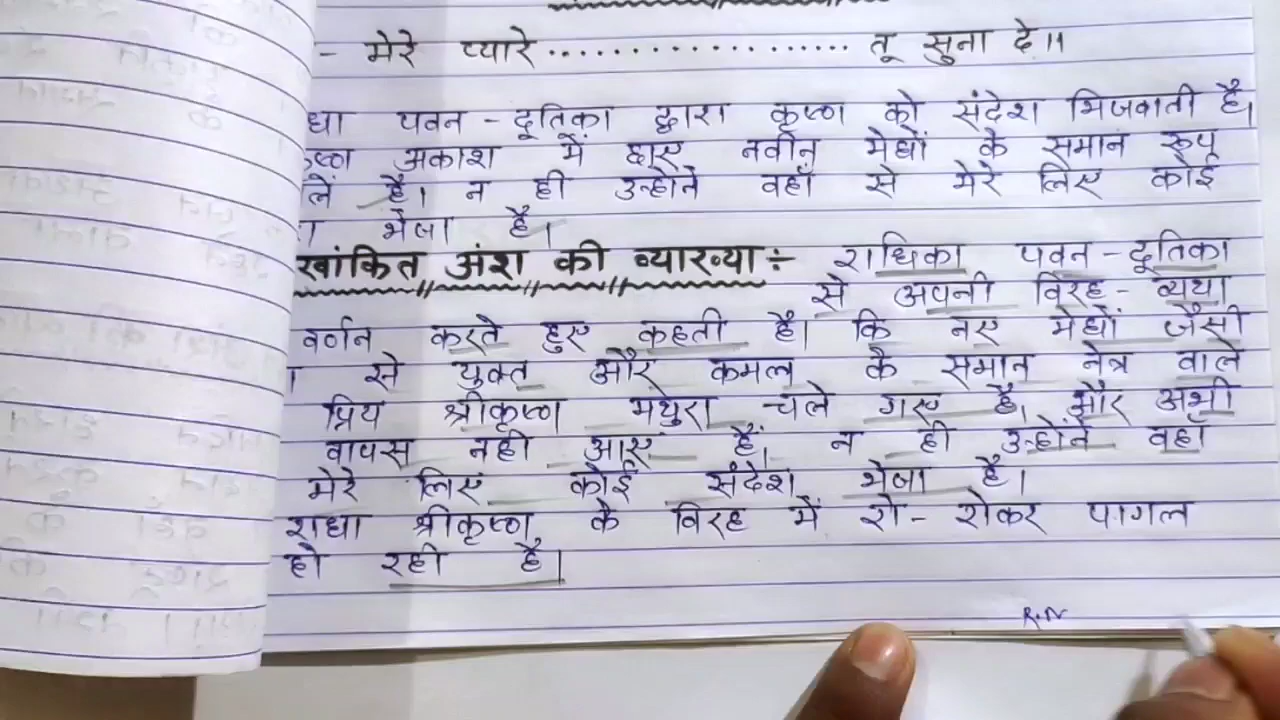 - मेरे प्यारे.................. तू सुना दे॥
धा पवन-दूतिका द्वारा कृष्ण को संदेश भिजवाती है।
ष्ण अकाश में छाए नवीन मेघों के समान रूप
ले है। न ही उन्होंने वहाँ से मेरे लिए कोई
भेजा है।
खांकित अंश की व्याख्या:- राधिका पवन-दूतिका
से अपनी विरह-व्यथा
वर्णन करते हुए कहती है। कि नए मेघों जैसी
से युक्त और कमल के समान नेत्र वाले
प्रिय श्रीकृष्ण मथुरा चले गए है, और अभी
वापस नही आए हैं, न ही उन्होंने वहा
मेरे लिए कोई संदेश भेजा है।
राधा श्रीकृष्ण के विरह में रो-रोकर पागल
हो रही है।
R.N